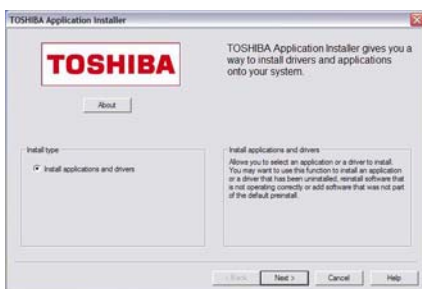 TOSHIBA Application Installer
TOSHIBA
TOSHIBA Application Installer gives you a
way to install drivers and applications
onto your system.
About
Install type
Install applications and drivers
Install applications and drivers
Allows you to select an application or a driver to install.
You may want to use this function to install an application
or a driver that has been uninstalled, reinstall software that
is not operating correctly or add software that was not part
of the default preinstall.
< Back
Next >
Cancel
Help